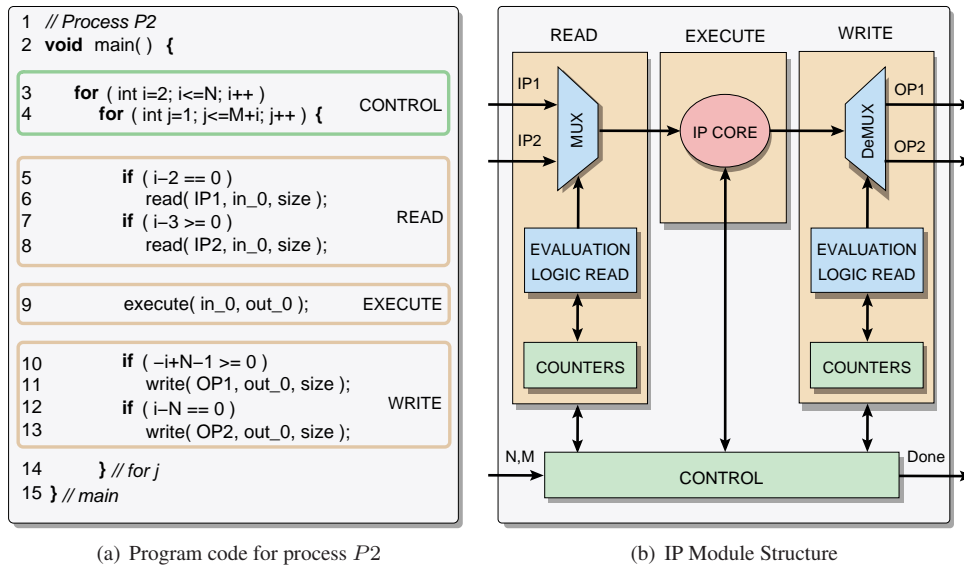 1 // Process P2
2 void main( ) {
3 for ( int i=2; i<=N; i++ )
4 for ( int j=1; j<=M+i; j++ ) {
CONTROL
5 if ( i−2 == 0 )
6 read( IP1, in_0, size );
7 if ( i−3 >= 0 )
8 read( IP2, in_0, size );
READ
9 execute( in_0, out_0 );
EXECUTE
10 if ( −i+N−1 >= 0 )
11 write( OP1, out_0, size );
12 if ( i−N == 0 )
13 write( OP2, out_0, size );
WRITE
14 } // for j
15 } // main
(a) Program code for process P2
READ
EXECUTE
WRITE
IP1
IP2
MUX
IP CORE
DeMUX
OP1
OP2
EVALUATION
LOGIC READ
EVALUATION
LOGIC READ
COUNTERS
COUNTERS
N,M
CONTROL
Done
(b) IP Module Structure